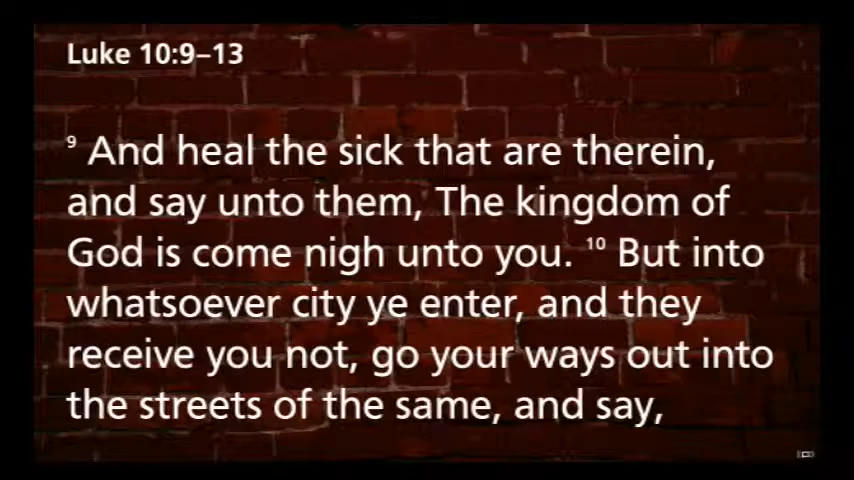 Luke 10:9–13
⁹ And heal the sick that are therein,
and say unto them, The kingdom of
God is come nigh unto you. ¹⁰ But into
whatsoever city ye enter, and they
receive you not, go your ways out into
the streets of the same, and say,